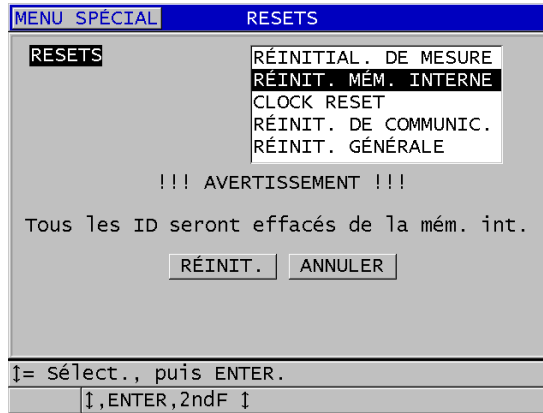 MENU SPÉCIAL RESETS
RESETS
RÉINITIAL. DE MESURE
RÉINIT. MÉM. INTERNE
CLOCK RESET
RÉINIT. DE COMMUNIC.
RÉINIT. GÉNÉRALE
!!! AVERTISSEMENT !!!
Tous les ID seront effacés de la mém. int.
RÉINIT. ANNULER
↕= Sélect., puis ENTER.
↕,ENTER,2ndF ↕